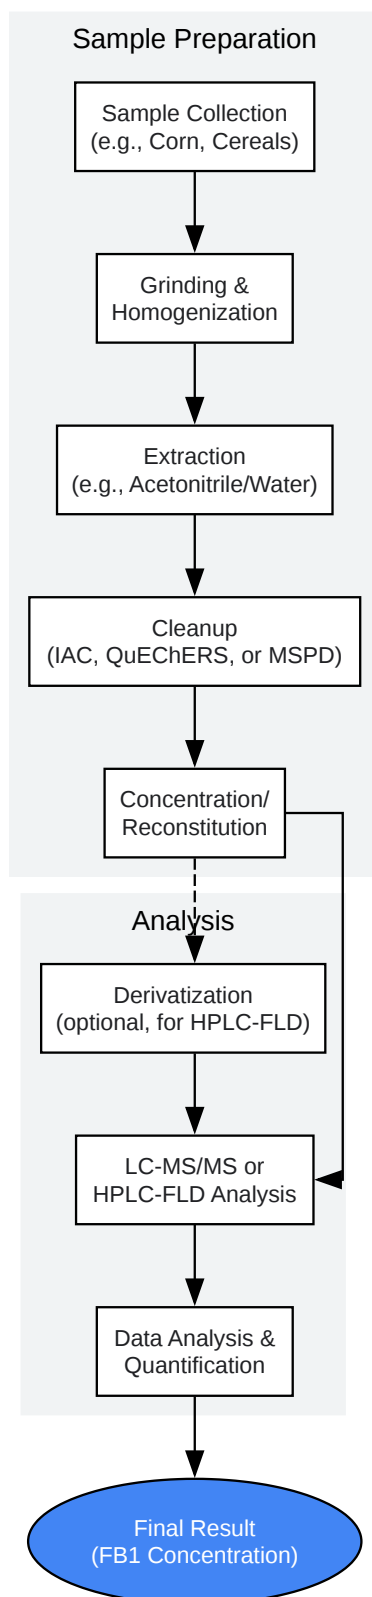 Sample Preparation
Sample Collection
(e.g., Corn, Cereals)
Grinding &
Homogenization
Extraction
(e.g., Acetonitrile/Water)
Cleanup
(IAC, QuEChERS, or MSPD)
Concentration/
Reconstitution
Analysis
Derivatization
(optional, for HPLC-FLD)
LC-MS/MS or
HPLC-FLD Analysis
Data Analysis &
Quantification
Final Result
(FB1 Concentration)